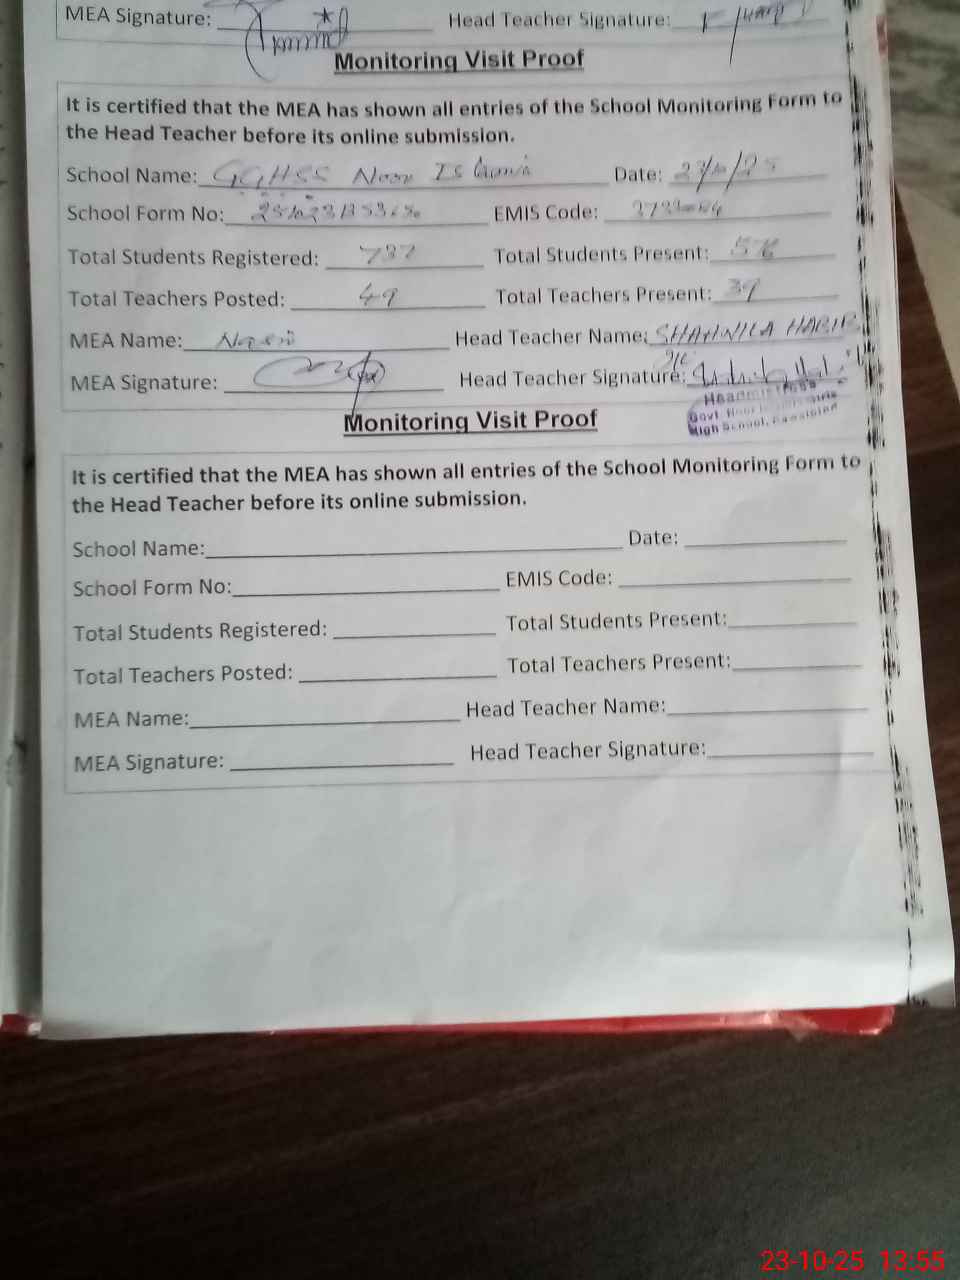 MEA Signature: Head Teacher Signature:
Monitoring Visit Proof
It is certified that the MEA has shown all entries of the School Monitoring Form to
the Head Teacher before its online submission.
School Name: GGHSS Noor Islamia Date: 23/10/25
School Form No: EMIS Code:
Total Students Registered: 737 Total Students Present:
Total Teachers Posted: 49 Total Teachers Present: 39
MEA Name: Head Teacher Name: SHAHNILA HABIB
MEA Signature: Head Teacher Signature:
Govt.
High School,
Monitoring Visit Proof
It is certified that the MEA has shown all entries of the School Monitoring Form to
the Head Teacher before its online submission.
School Name: Date:
School Form No: EMIS Code:
Total Students Registered: Total Students Present:
Total Teachers Posted: Total Teachers Present:
MEA Name: Head Teacher Name:
MEA Signature: Head Teacher Signature:
23-10-25 13:55